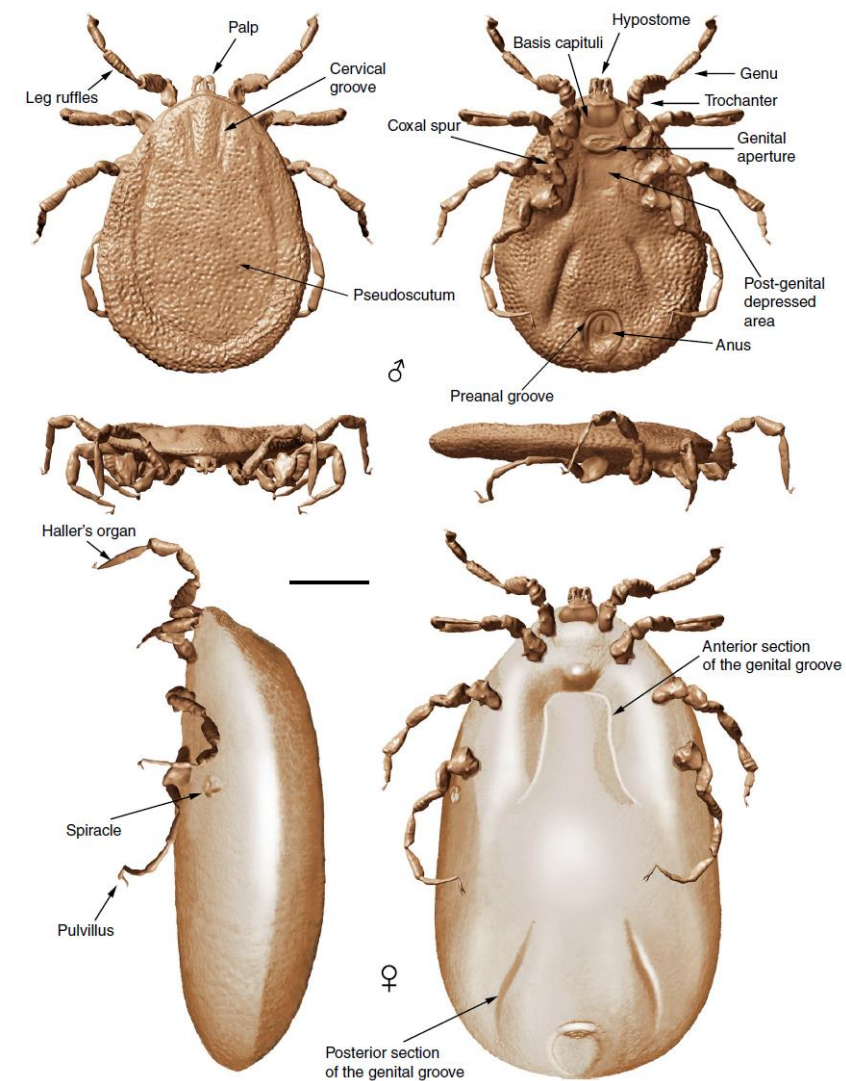 Palp
Cervical
groove
Leg ruffles
Pseudoscutum
Hypostome
Basis capituli
Genu
Trochanter
Coxal spur
Genital
aperture
Post-genital
depressed
area
Anus
Preanal groove
♂
Haller's organ
Spiracle
Pulvillus
♀
Anterior section
of the genital groove
Posterior section
of the genital groove